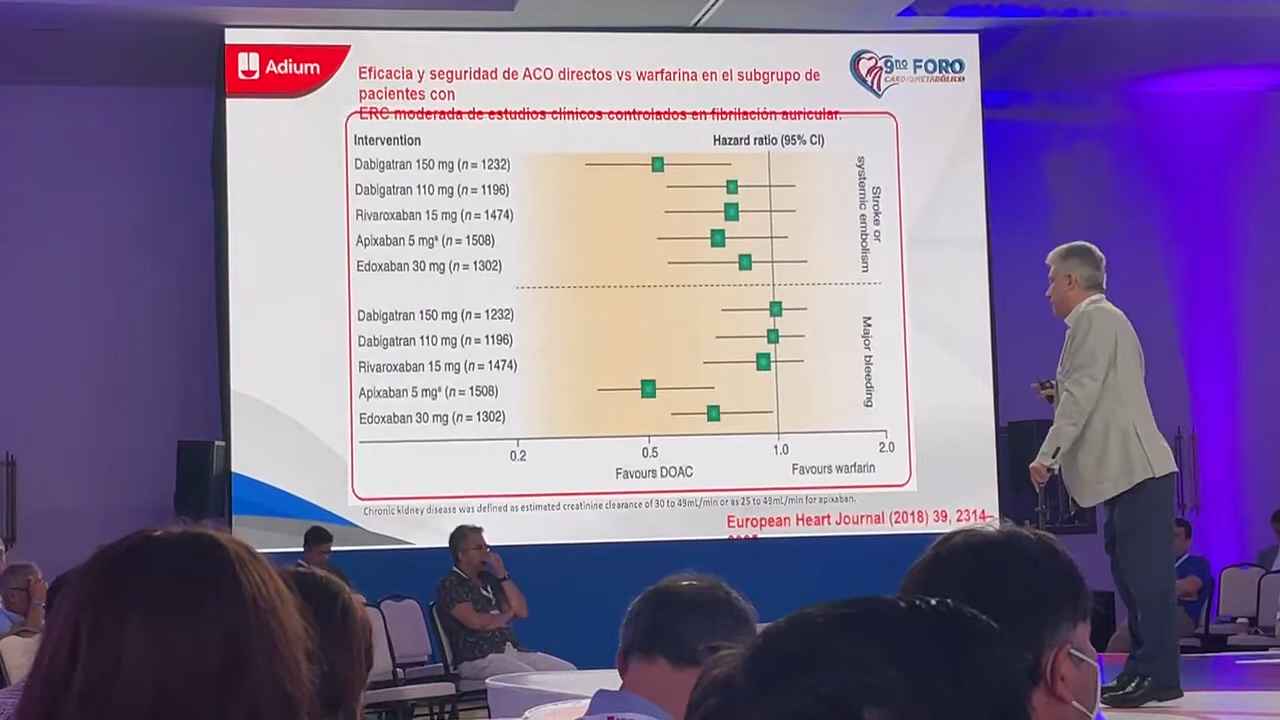 Adium
9no FORO
CARDIOMETABÓLICO
Eficacia y seguridad de ACO directos vs warfarina en el subgrupo de
pacientes con
ERC moderada de estudios clínicos controlados en fibrilación auricular.
Intervention
Hazard ratio (95% CI)
Dabigatran 150 mg (n = 1232)
Dabigatran 110 mg (n = 1196)
Rivaroxaban 15 mg (n = 1474)
Apixaban 5 mgª (n = 1508)
Edoxaban 30 mg (n = 1302)
Stroke or
systemic embolism
Dabigatran 150 mg (n = 1232)
Dabigatran 110 mg (n = 1196)
Rivaroxaban 15 mg (n = 1474)
Apixaban 5 mgª (n = 1508)
Edoxaban 30 mg (n = 1302)
Major bleeding
0.2 0.5 1.0 2.0
Favours DOAC
Favours warfarin
Chronic kidney disease was defined as estimated creatinine clearance of 30 to 49mL/min or as 25 to 49mL/min for apixaban.
European Heart Journal (2018) 39, 2314–